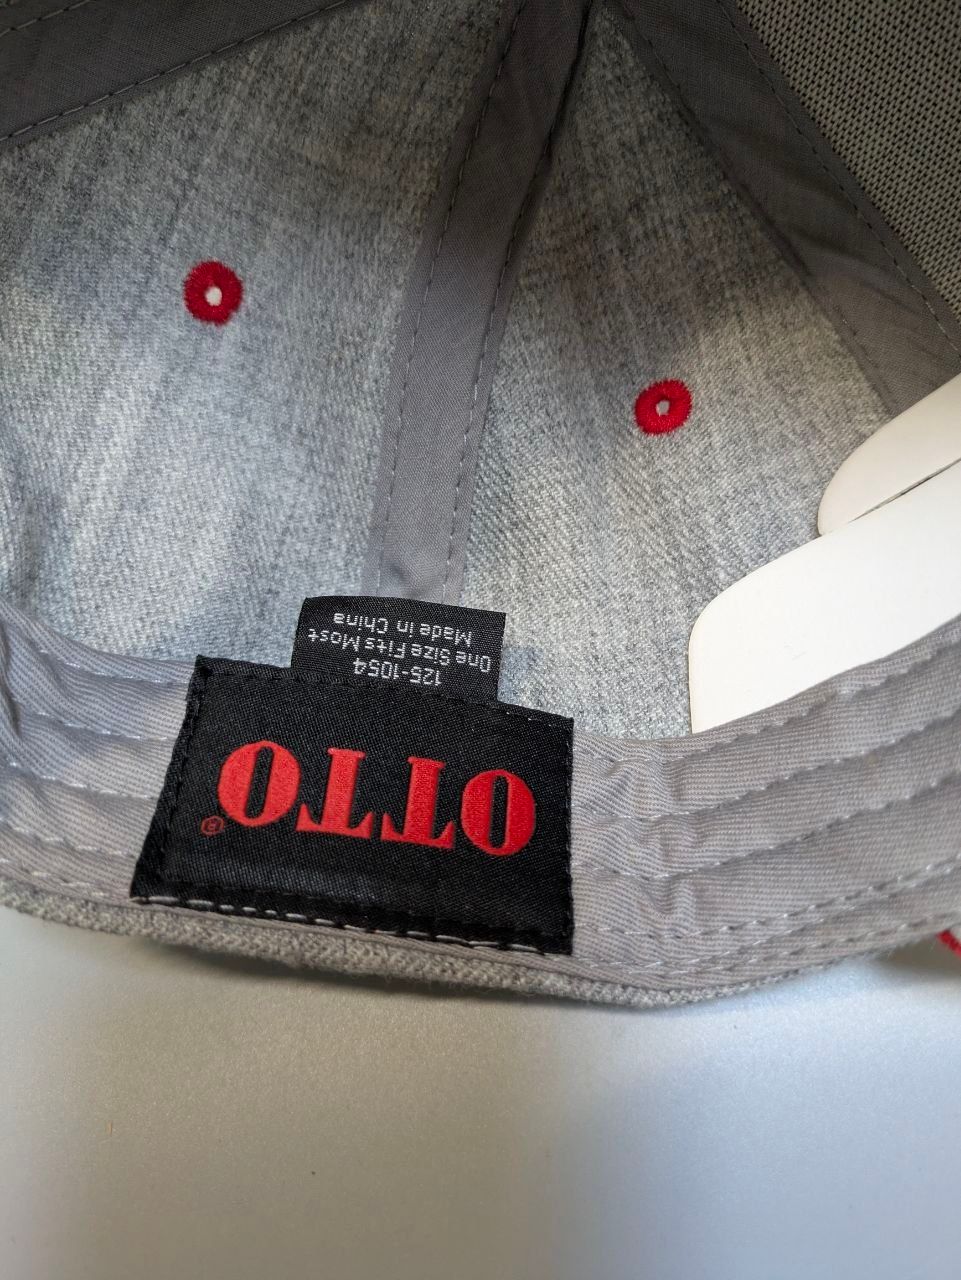 OTTO®
125-1054
One Size Fits Most
Made in China